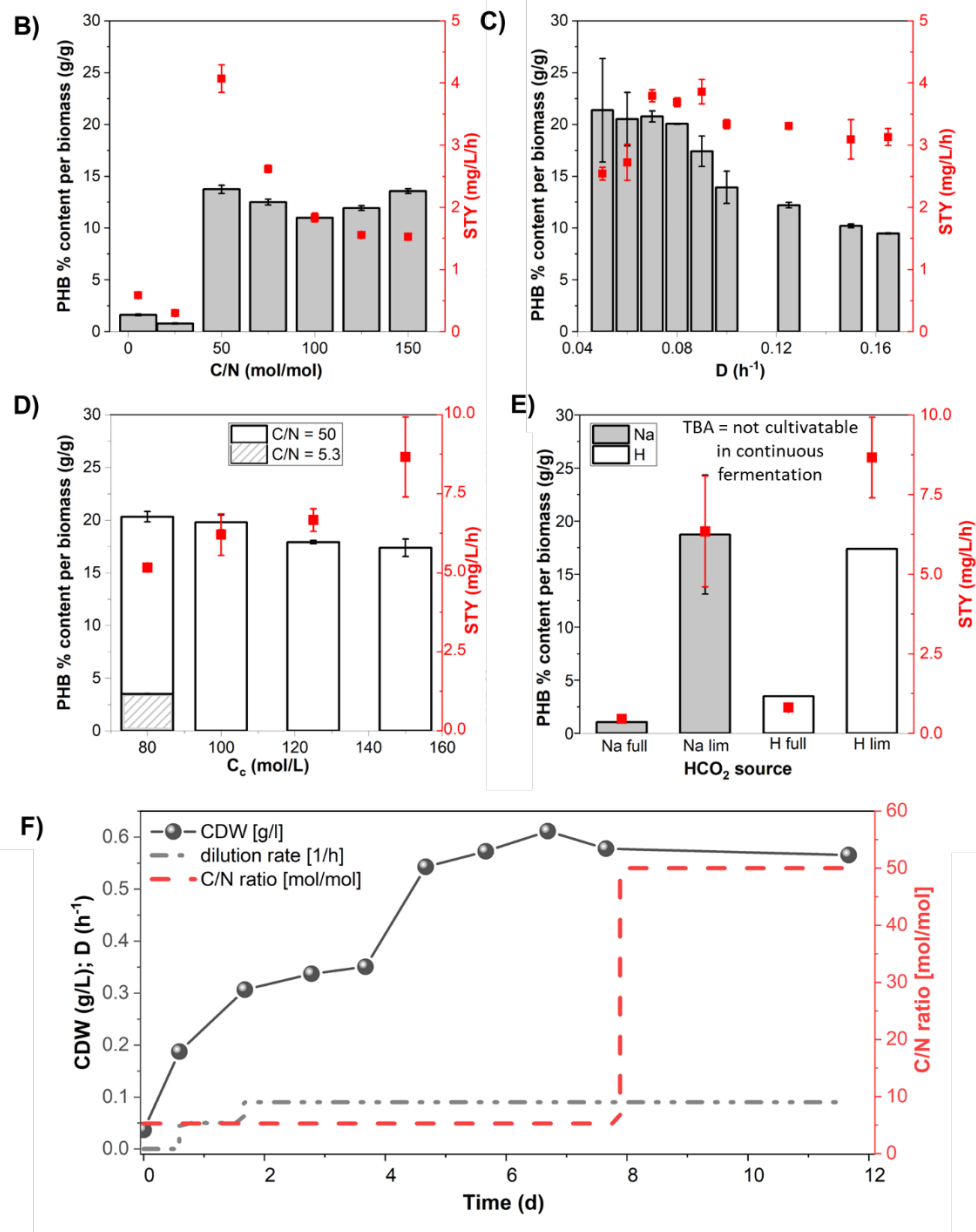 B)
PHB % content per biomass (g/g)
30
25
20
15
10
5
0
0
50
100
150
C/N (mol/mol)
5
4
3
2
1
0
STY (mg/L/h)
C)
PHB % content per biomass (g/g)
30
25
20
15
10
5
0
0.04
0.08
0.12
0.16
D (h⁻¹)
5
4
3
2
1
0
STY (mg/L/h)
D)
PHB % content per biomass (g/g)
30
25
20
15
10
5
0
C/N = 50
C/N = 5.3
80
100
120
140
160
C_c (mol/L)
10.0
7.5
5.0
2.5
0.0
STY (mg/L/h)
E)
PHB % content per biomass (g/g)
30
25
20
15
10
5
0
Na
H
TBA = not cultivatable
in continuous
fermentation
Na full
Na lim
H full
H lim
HCO₂ source
10.0
7.5
5.0
2.5
0.0
STY (mg/L/h)
F)
CDW (g/L); D (h⁻¹)
0.6
0.5
0.4
0.3
0.2
0.1
0.0
CDW [g/l]
dilution rate [1/h]
C/N ratio [mol/mol]
0
2
4
6
8
10
12
Time (d)
60
50
40
30
20
10
0
C/N ratio [mol/mol]